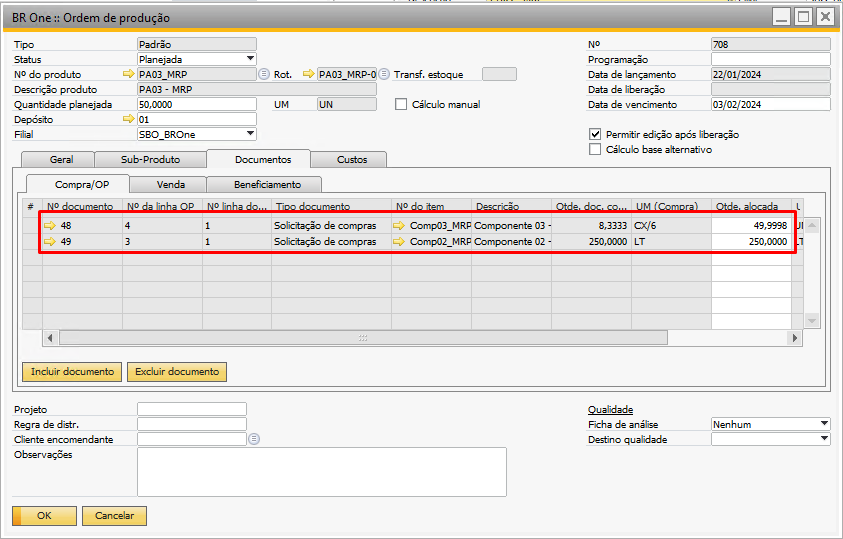 BR One :: Ordem de produção
Tipo Padrão Nº 708
Status Planejada Programação
Nº do produto PA03_MRP Rot. PA03_MRP-0 Transf. estoque Data de lançamento 22/01/2024
Descrição produto PA03 - MRP Data de liberação
Quantidade planejada 50,0000 UM UN Cálculo manual Data de vencimento 03/02/2024
Depósito 01
Filial SBO_BROne Permitir edição após liberação
Cálculo base alternativo
Geral Sub-Produto Documentos Custos
Compra/OP Venda Beneficiamento
# Nº documento Nº da linha OP Nº linha do... Tipo documento Nº do item Descrição Qtde. doc. co... UM (Compra) Qtde. alocada U
48 4 1 Solicitação de compras Comp03_MRP Componente 03 - 8,3333 CX/6 49,9998 U
49 3 1 Solicitação de compras Comp02_MRP Componente 02 - 250,0000 LT 250,0000 LT
Incluir documento Excluir documento
Projeto Qualidade
Regra de distr. Ficha de análise Nenhum
Cliente encomendante Destino qualidade
Observações
OK Cancelar